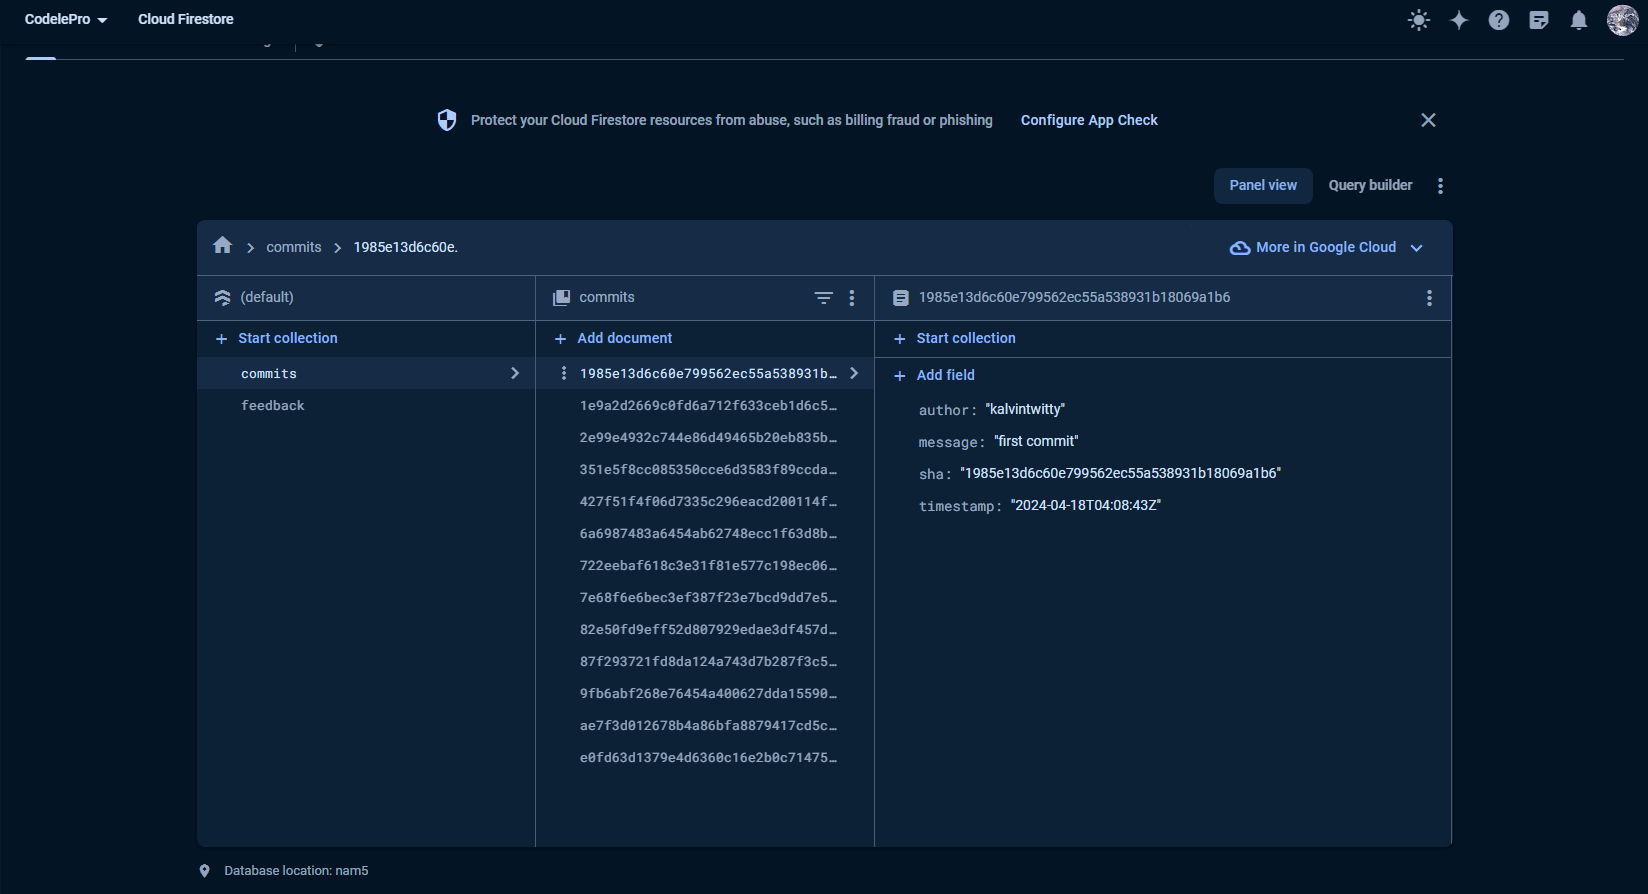 CodelePro
Cloud Firestore
Protect your Cloud Firestore resources from abuse, such as billing fraud or phishing
Configure App Check
Panel view
Query builder
commits
1985e13d6c60e.
More in Google Cloud
(default)
Start collection
commits
feedback
commits
Add document
1985e13d6c60e799562ec55a538931b…
1e9a2d2669c0fd6a712f633ceb1d6c5…
2e99e4932c744e86d49465b20eb835b…
351e5f8cc085350cce6d3583f89ccda…
427f51f4f06d7335c296eacd200114f…
6a6987483a6454ab62748ecc1f63d8b…
722eebaf618c3e31f81e577c198ec06…
7e68f6e6bec3ef387f23e7bcd9dd7e5…
82e50fd9eff52d807929edae3df457d…
87f293721fd8da124a743d7b287f3c5…
9fb6abf268e76454a400627dda15590…
ae7f3d012678b4a86bfa8879417cd5c…
e0fd63d1379e4d6360c16e2b0c71475…
1985e13d6c60e799562ec55a538931b18069a1b6
Start collection
Add field
author: "kalvintwitty"
message: "first commit"
sha: "1985e13d6c60e799562ec55a538931b18069a1b6"
timestamp: "2024-04-18T04:08:43Z"
Database location: nam5